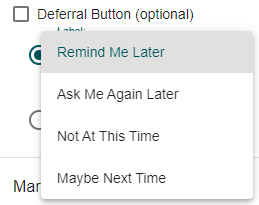 Deferral Button (optional)
Label:
Remind Me Later
Ask Me Again Later
Not At This Time
Maybe Next Time